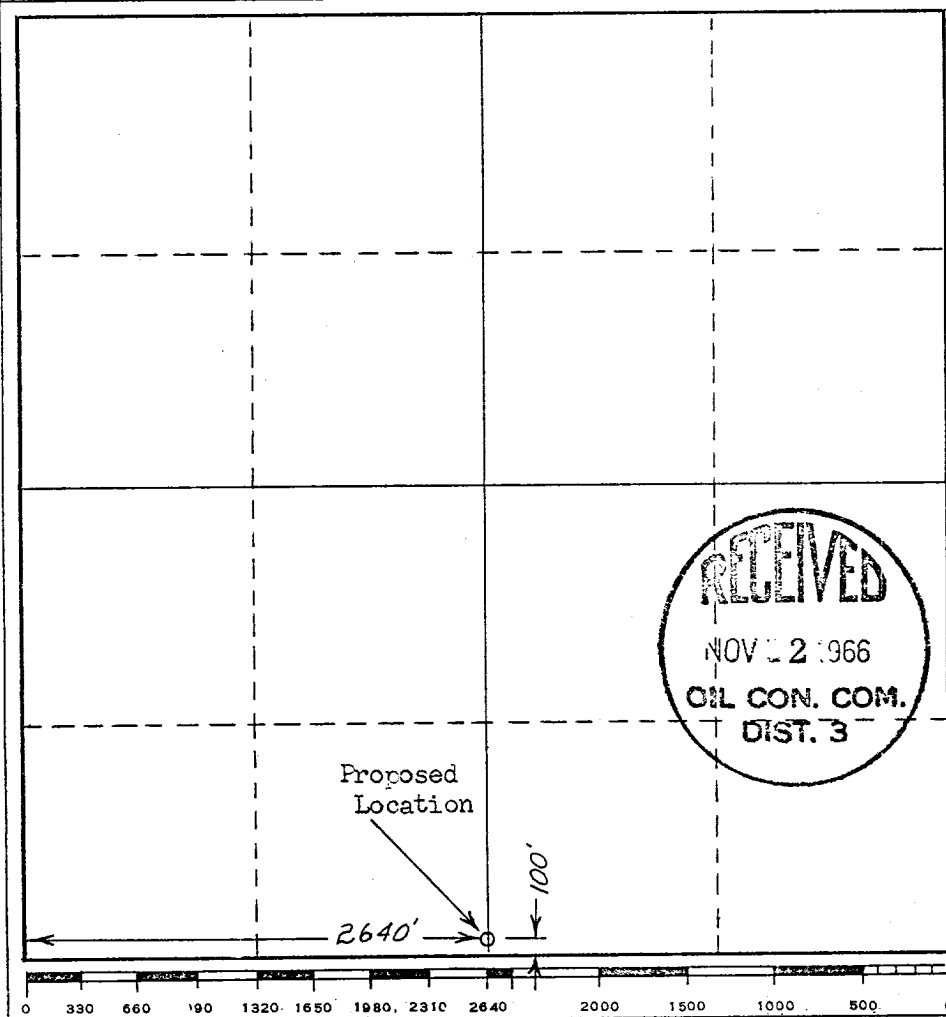 RECEIVED
NOV 2 1966
OIL CON. COM.
DIST. 3
Proposed
Location
100'
2640'
0 330 660 '90 1320 1650 1980, 2310 2640 2000 1500 1000 500